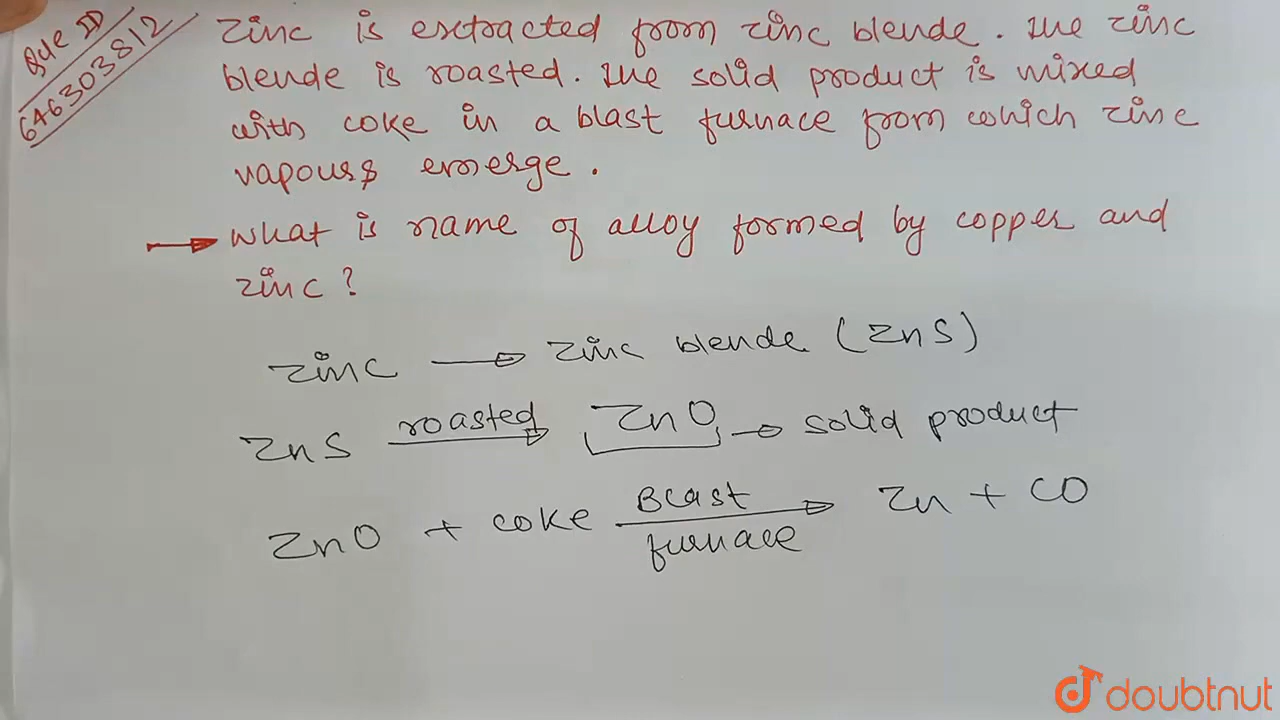 Que ID
646303812
Zinc is extracted from zinc blende. The zinc
blende is roasted. The solid product is mixed
with coke in a blast furnace from which zinc
vapours emerge.
→ What is name of alloy formed by copper and
zinc?
Zinc → Zinc blende (ZnS)
ZnS roasted → ZnO → solid product
ZnO + coke Blast furnace → Zn + CO
doubtnut